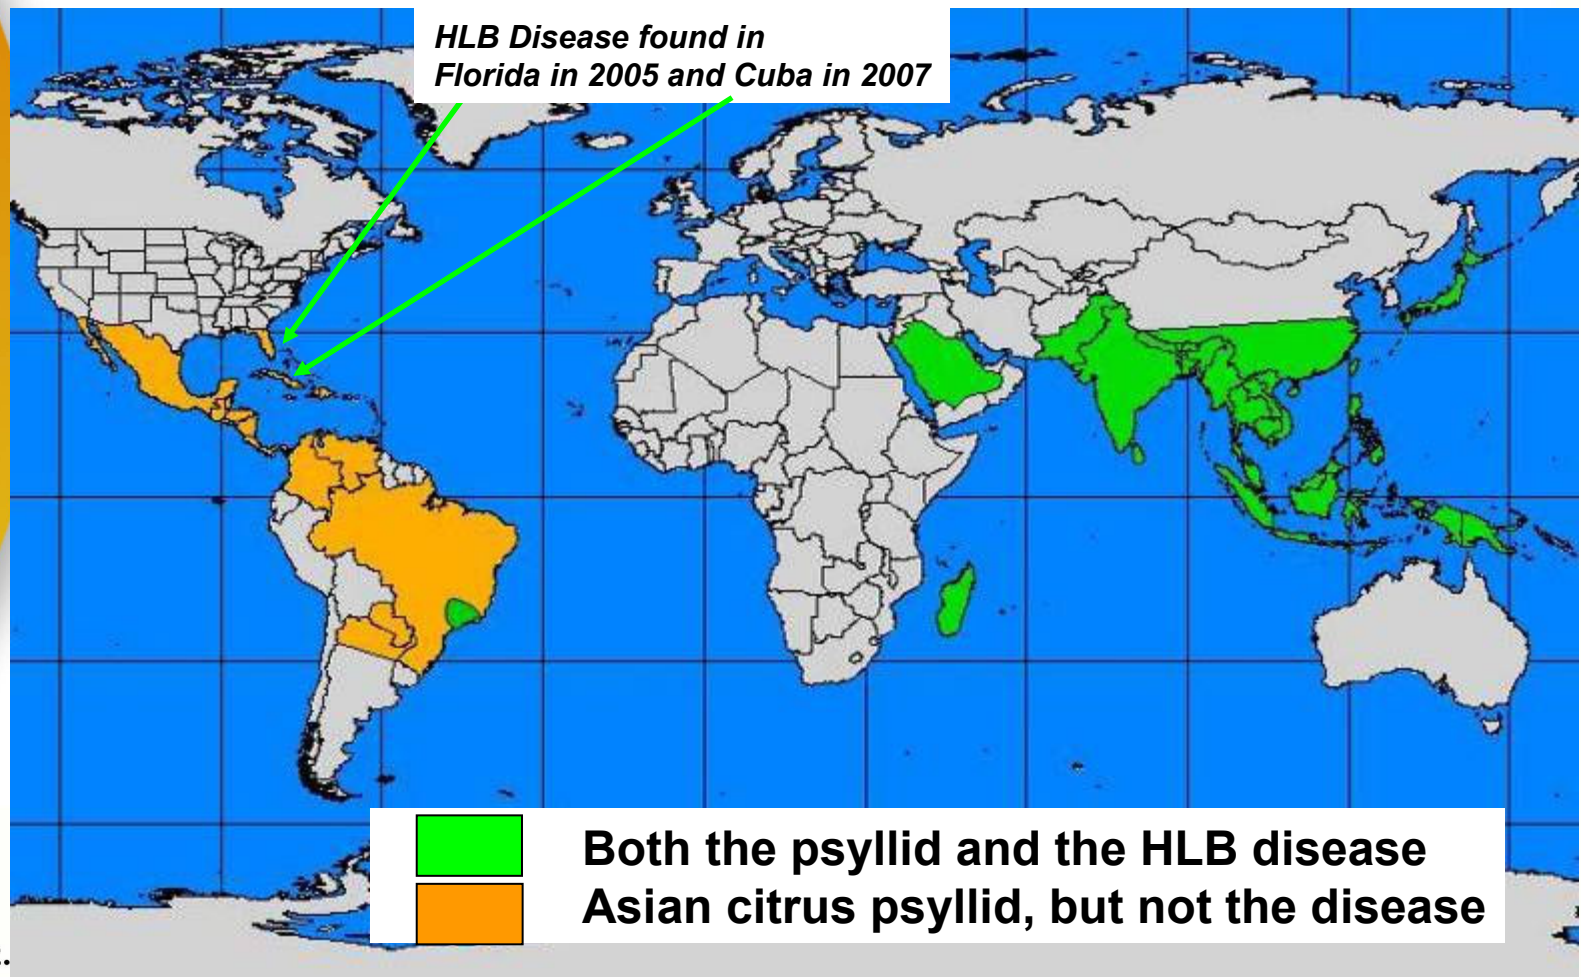 HLB Disease found in
Florida in 2005 and Cuba in 2007
Both the psyllid and the HLB disease
Asian citrus psyllid, but not the disease